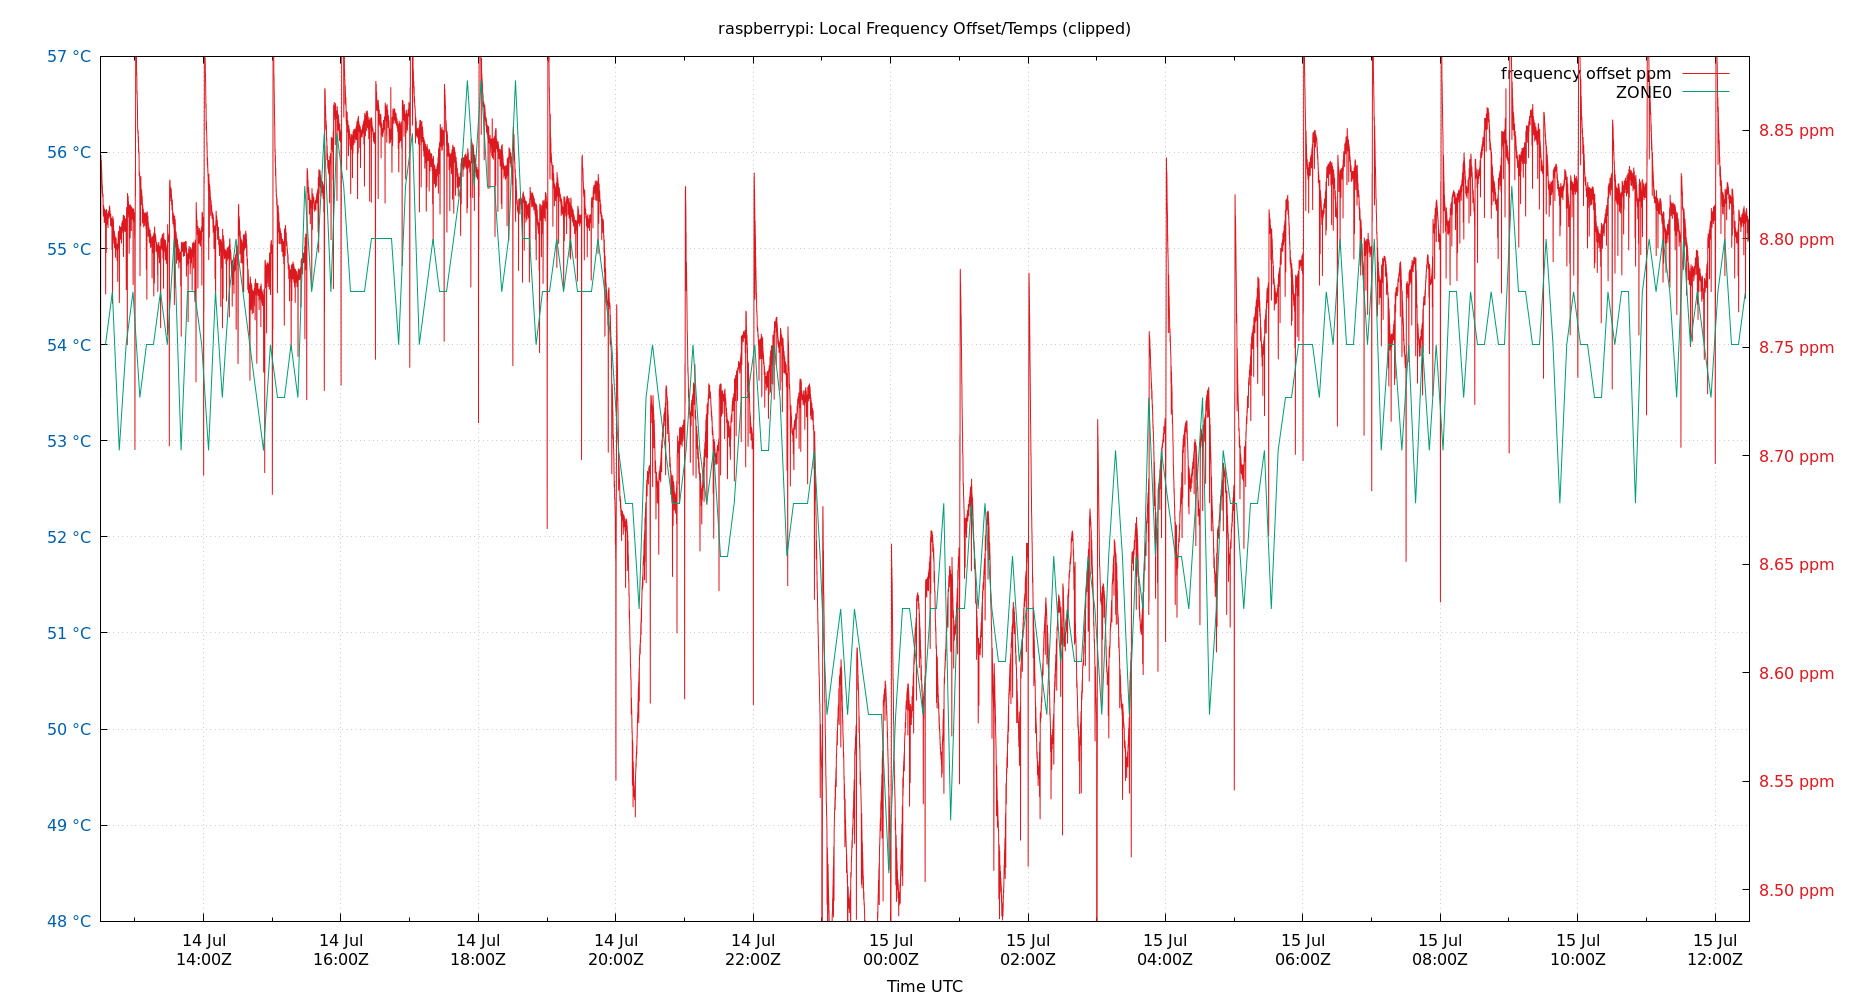 raspberrypi: Local Frequency Offset/Temps (clipped)
frequency offset ppm
ZONE0
57 °C
56 °C
55 °C
54 °C
53 °C
52 °C
51 °C
50 °C
49 °C
48 °C
8.85 ppm
8.80 ppm
8.75 ppm
8.70 ppm
8.65 ppm
8.60 ppm
8.55 ppm
8.50 ppm
14 Jul
14:00Z
14 Jul
16:00Z
14 Jul
18:00Z
14 Jul
20:00Z
14 Jul
22:00Z
15 Jul
00:00Z
15 Jul
02:00Z
15 Jul
04:00Z
15 Jul
06:00Z
15 Jul
08:00Z
15 Jul
10:00Z
15 Jul
12:00Z
Time UTC